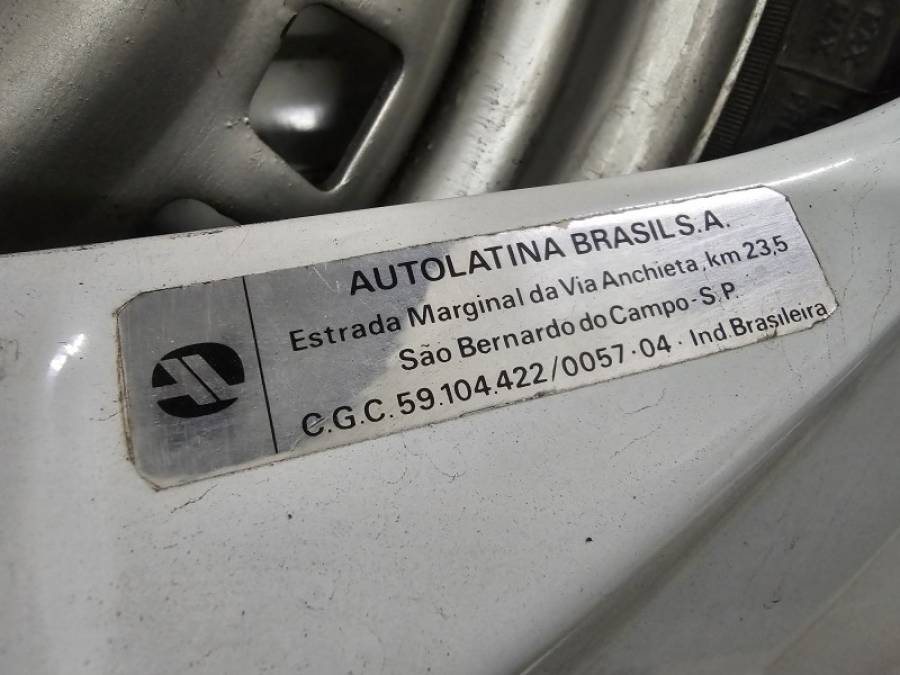 AUTOLATINA BRASIL S.A.
Estrada Marginal da Via Anchieta, km 23,5
São Bernardo do Campo - S.P.
C.G.C. 59.104.422/0057-04 · Ind. Brasileira